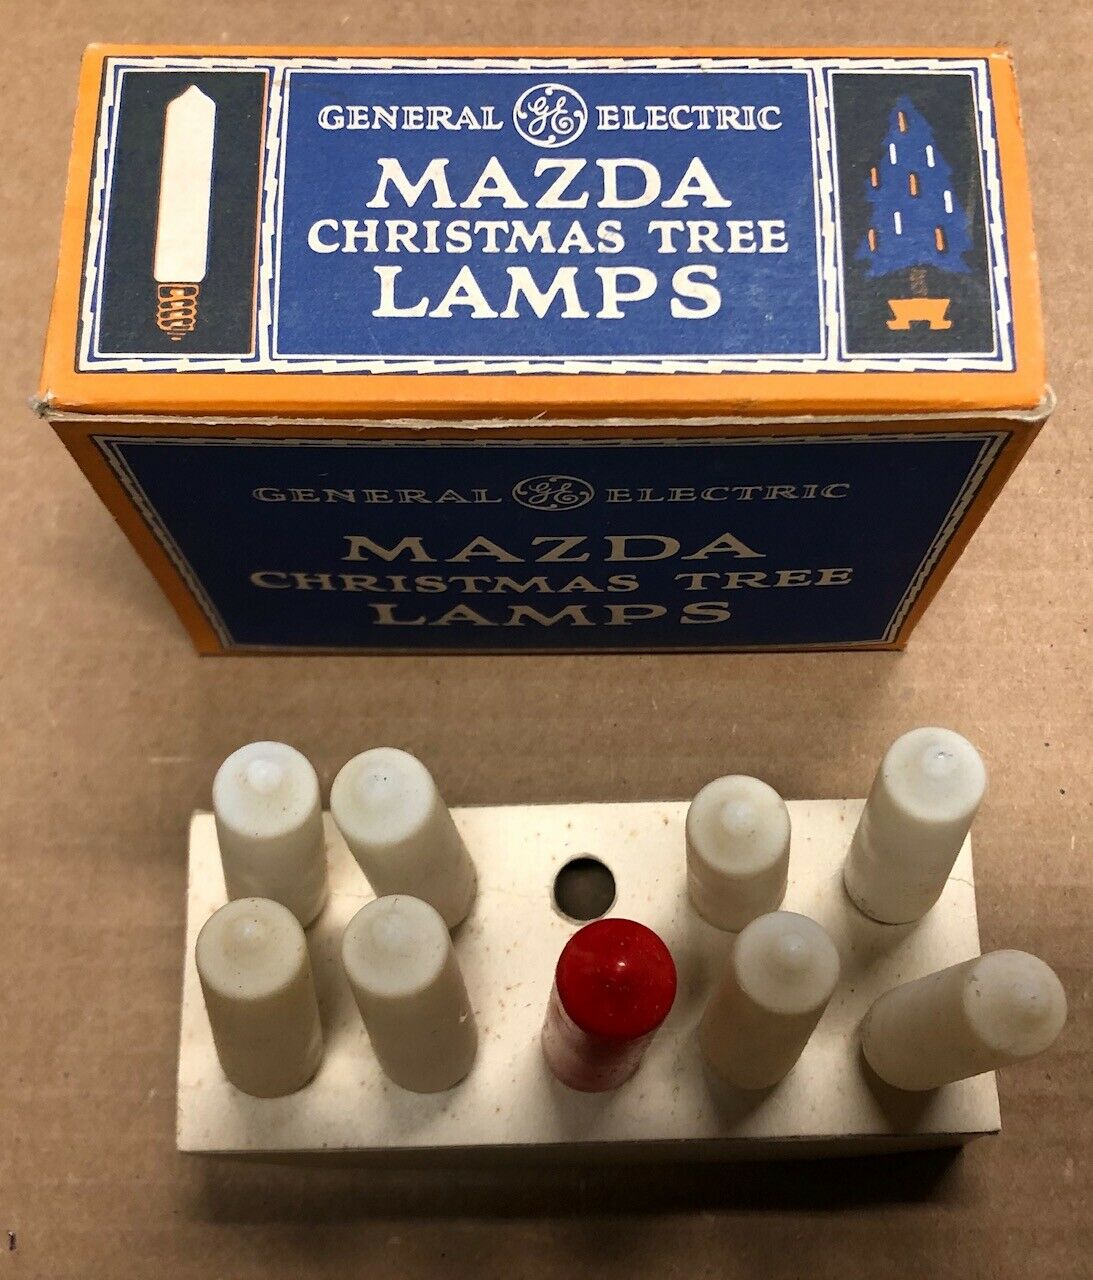 GENERAL GE ELECTRIC
MAZDA
CHRISTMAS TREE
LAMPS
GENERAL GE ELECTRIC
MAZDA
CHRISTMAS TREE
LAMPS